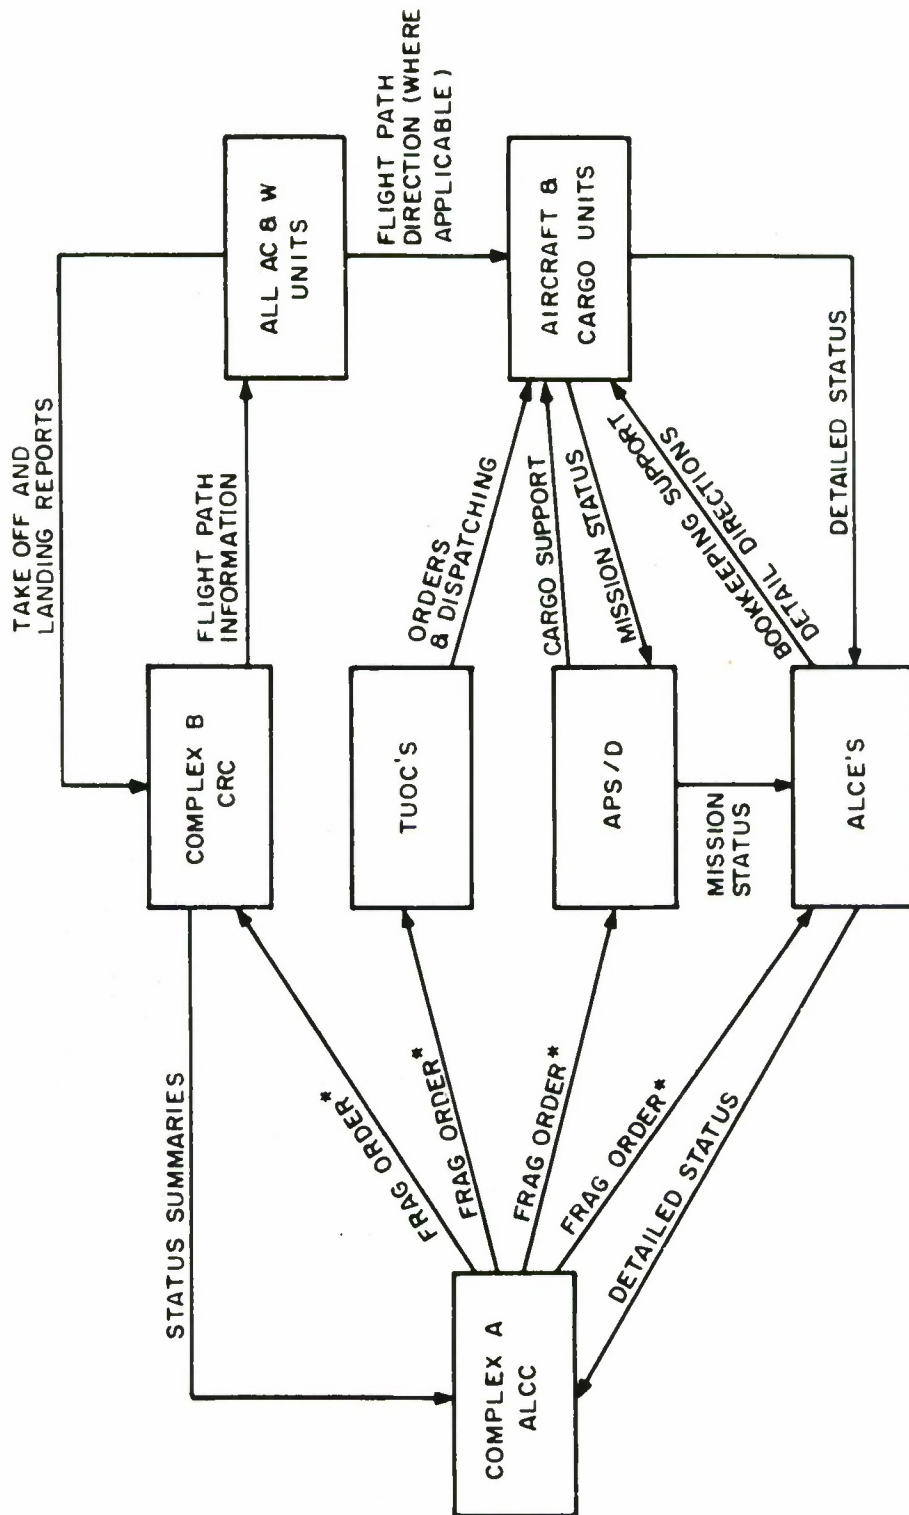 TAKE OFF AND
LANDING REPORTS
STATUS SUMMARIES
COMPLEX B
CRC
FLIGHT PATH
INFORMATION
ALL AC & W
UNITS
FLIGHT PATH
DIRECTION (WHERE
APPLICABLE)
FRAG ORDER*
FRAG ORDER*
FRAG ORDER*
FRAG ORDER*
DETAILED STATUS
COMPLEX A
ALCC
TUOC'S
ORDERS
& DISPATCHING
APS/D
CARGO SUPPORT
MISSION STATUS
AIRCRAFT &
CARGO UNITS
MISSION
STATUS
ALCE'S
BOOKKEEPING SUPPORT
DETAIL DIRECTIONS
DETAILED STATUS